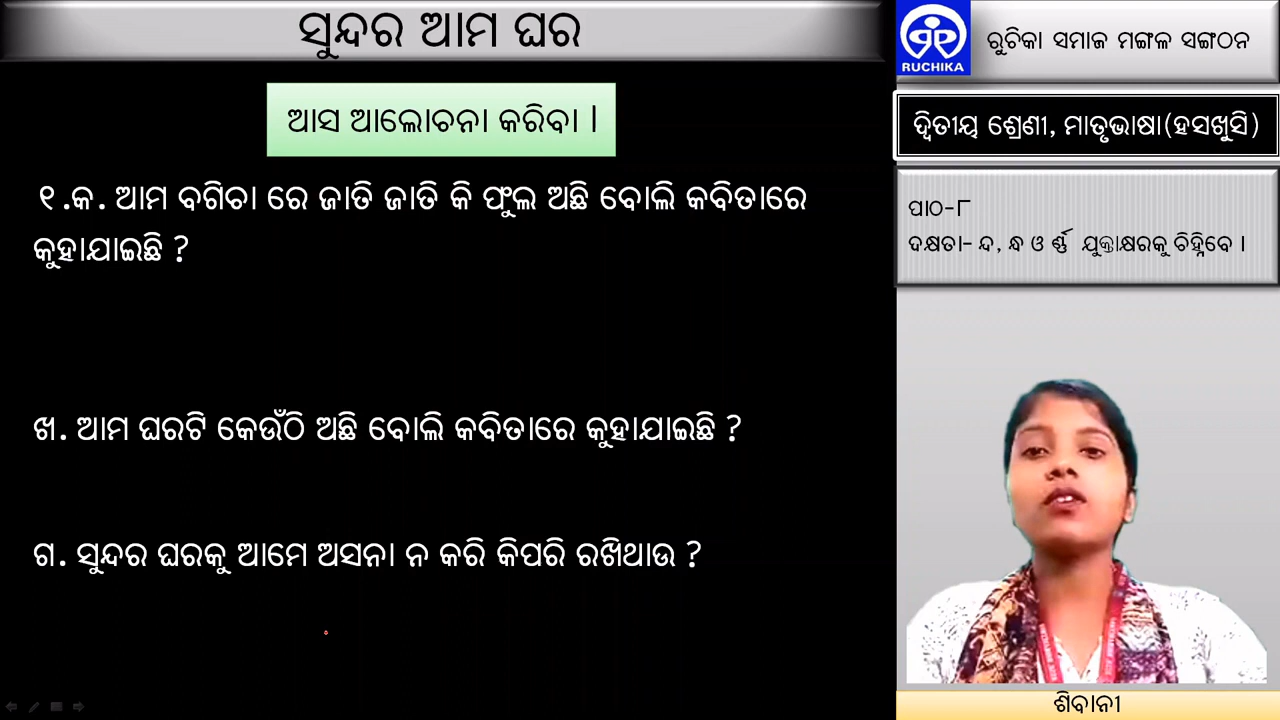 ସୁନ୍ଦର ଆମ ଘର
ଆସ ଆଲୋଚନା କରିବା ।
୧.କ. ଆମ ବଗିଚା ରେ ଜାତି ଜାତି କି ଫୁଲ ଅଛି ବୋଲି କବିତାରେ
କୁହାଯାଇଛି ?
ଖ. ଆମ ଘରଟି କେଉଁଠି ଅଛି ବୋଲି କବିତାରେ କୁହାଯାଇଛି ?
ଗ. ସୁନ୍ଦର ଘରକୁ ଆମେ ଅସନା ନ କରି କିପରି ରଖିଥାଉ ?
RUCHIKA
ରୁଚିକା ସମାଜ ମଙ୍ଗଳ ସଙ୍ଗଠନ
ଦ୍ୱିତୀୟ ଶ୍ରେଣୀ, ମାତୃଭାଷା(ହସଖୁସି)
ପାଠ-୮
ଦକ୍ଷତା- ନ୍ଦ, ନ୍ଧ ଓ ର୍ଣ୍ଣ ଯୁକ୍ତାକ୍ଷରକୁ ଚିହ୍ନିବେ ।
ଶିବାନୀ